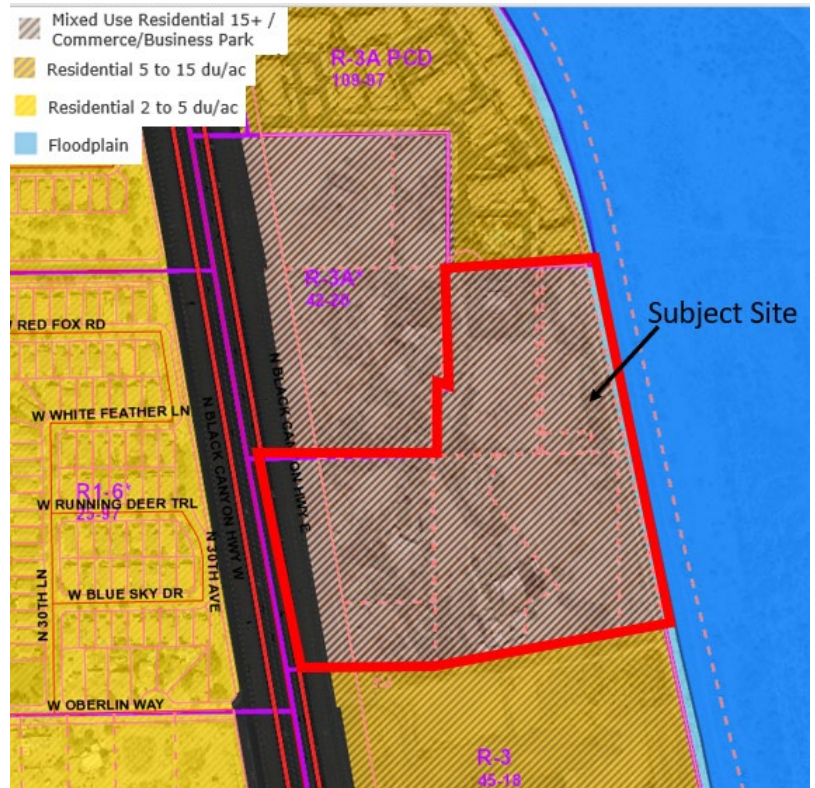 Mixed Use Residential 15+ /
Commerce/Business Park
Residential 5 to 15 du/ac
Residential 2 to 5 du/ac
Floodplain
R-3A PCD
109-97
R-3A*
42-20
Subject Site
RED FOX RD
W WHITE FEATHER LN
R1-6*
25-97
W RUNNING DEER TRL
W BLUE SKY DR
N 30TH LN
N 30TH AVE
N BLACK CANYON HWY W
N BLACK CANYON HWY E
W OBERLIN WAY
R-3
45-18